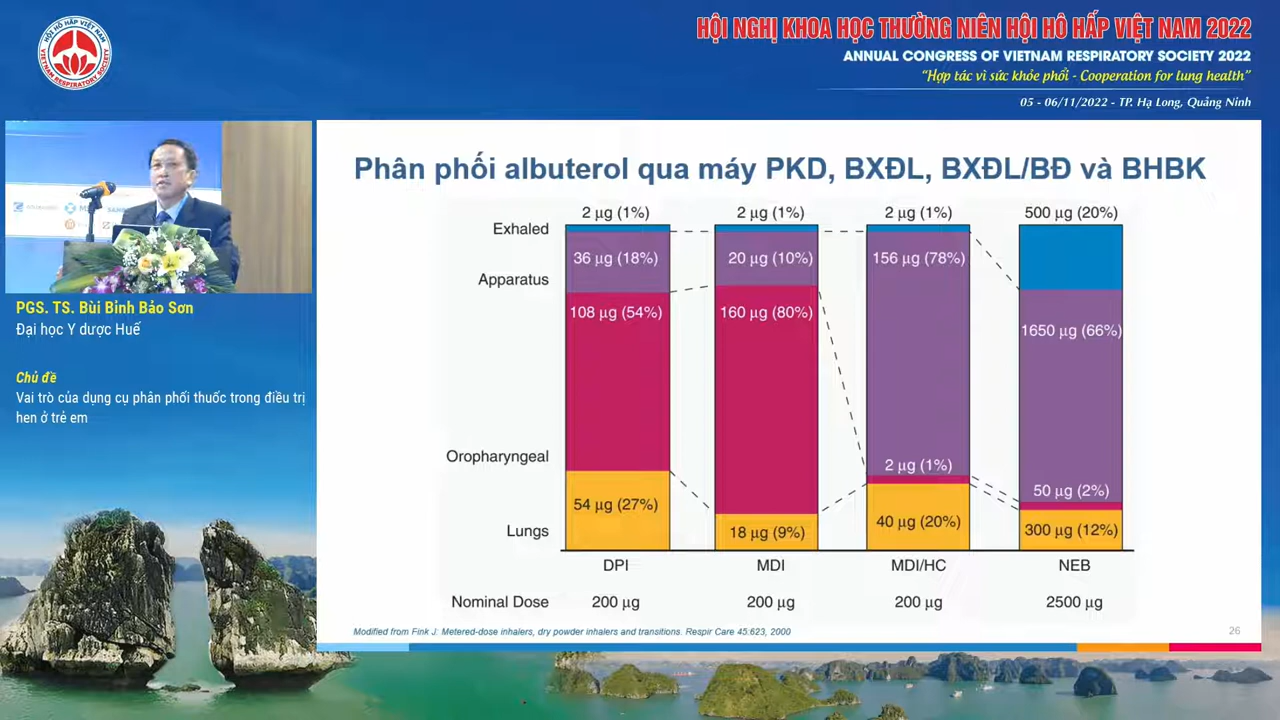 HỘI HÔ HẤP VIỆT NAM
VIETNAM RESPIRATORY SOCIETY
HỘI NGHỊ KHOA HỌC THƯỜNG NIÊN HỘI HÔ HẤP VIỆT NAM 2022
ANNUAL CONGRESS OF VIETNAM RESPIRATORY SOCIETY 2022
“Hợp tác vì sức khỏe phổi - Cooperation for lung health”
05 - 06/11/2022 - TP. Hạ Long, Quảng Ninh
PGS. TS. Bùi Bỉnh Bảo Sơn
Đại học Y dược Huế
Chủ đề
Vai trò của dụng cụ phân phối thuốc trong điều trị
hen ở trẻ em
Phân phối albuterol qua máy PKD, BXĐL, BXĐL/BĐ và BHBK
2 µg (1%) 2 µg (1%) 2 µg (1%) 500 µg (20%)
Exhaled
36 µg (18%) 20 µg (10%) 156 µg (78%)
Apparatus
108 µg (54%) 160 µg (80%)
1650 µg (66%)
Oropharyngeal
2 µg (1%)
50 µg (2%)
54 µg (27%)
40 µg (20%)
Lungs
18 µg (9%)
300 µg (12%)
DPI MDI MDI/HC NEB
Nominal Dose 200 µg 200 µg 200 µg 2500 µg
Modified from Fink J: Metered-dose inhalers, dry powder inhalers and transitions. Respir Care 45:623, 2000
26